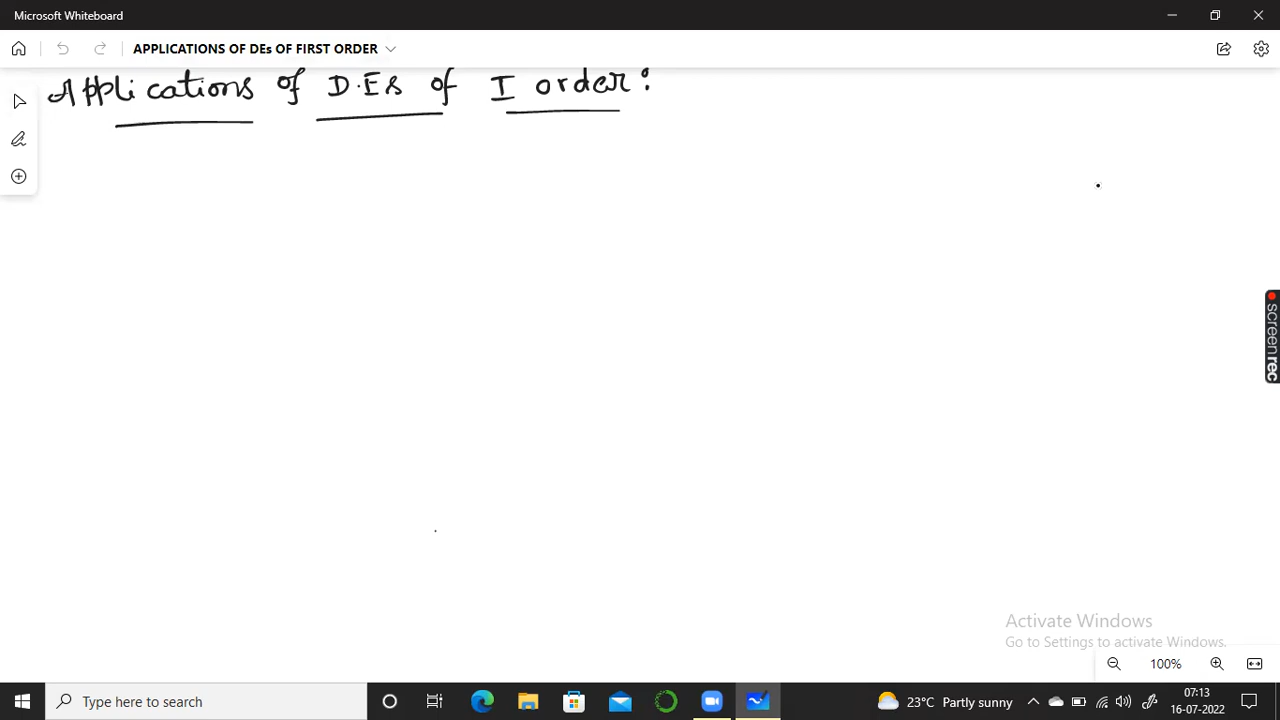 Microsoft Whiteboard
APPLICATIONS OF DEs OF FIRST ORDER
Applications of D.Es of I order:
screenrec
Activate Windows
Go to Settings to activate Windows.
100%
Type here to search
23°C Partly sunny
07:13
16-07-2022